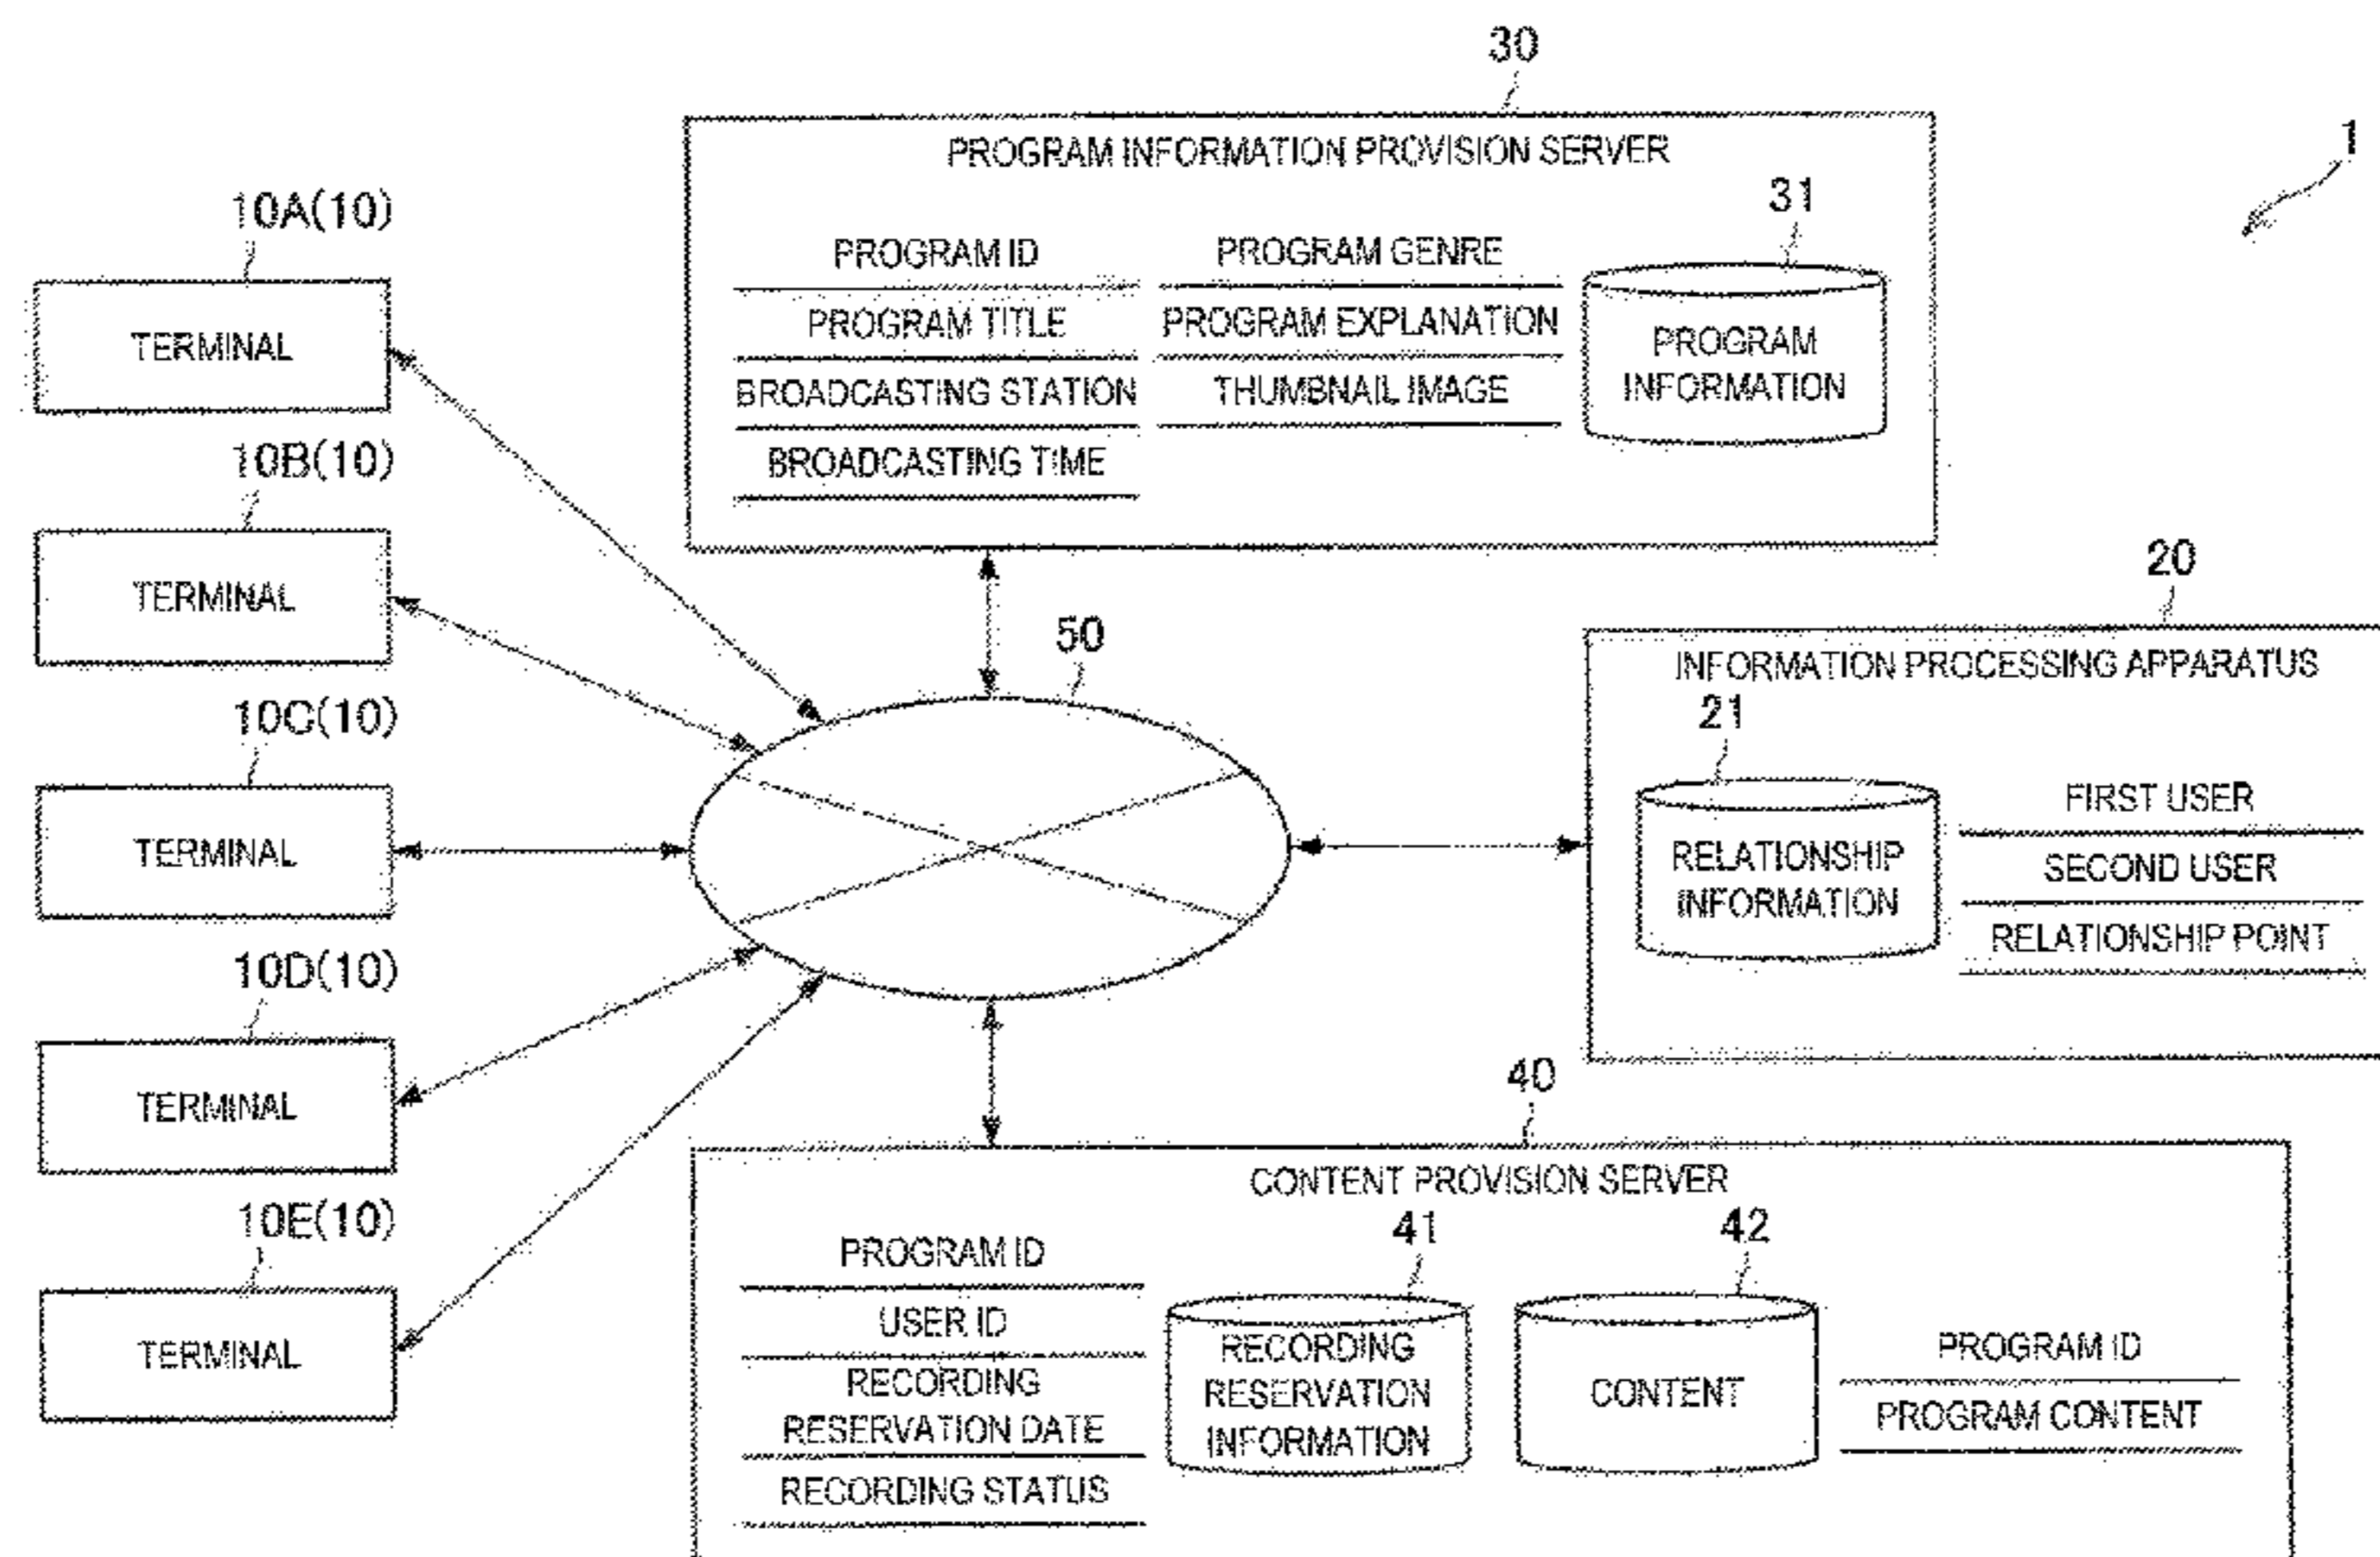 30
PROGRAM INFORMATION PROVISION SERVER
1
31
PROGRAM ID
PROGRAM GENRE
PROGRAM TITLE
PROGRAM EXPLANATION
BROADCASTING STATION
THUMBNAIL IMAGE
BROADCASTING TIME
PROGRAM
INFORMATION
10A(10)
TERMINAL
10B(10)
TERMINAL
10C(10)
TERMINAL
10D(10)
TERMINAL
10E(10)
TERMINAL
50
20
INFORMATION PROCESSING APPARATUS
21
RELATIONSHIP
INFORMATION
FIRST USER
SECOND USER
RELATIONSHIP POINT
40
CONTENT PROVISION SERVER
41
42
PROGRAM ID
USER ID
RECORDING
RESERVATION DATE
RECORDING STATUS
RECORDING
RESERVATION
INFORMATION
CONTENT
PROGRAM ID
PROGRAM CONTENT